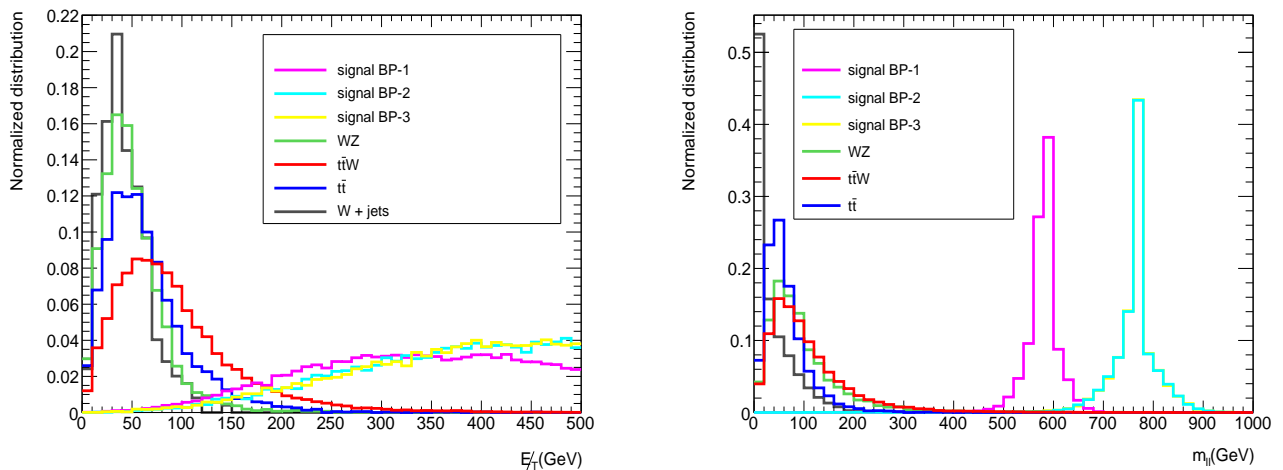 Normalized distribution
0.22
0.2
0.18
0.16
0.14
0.12
0.1
0.08
0.06
0.04
0.02
0
signal BP-1
signal BP-2
signal BP-3
WZ
tt̄W
tt̄
W + jets
0 50 100 150 200 250 300 350 400 450 500
E̸T(GeV)
Normalized distribution
0.5
0.4
0.3
0.2
0.1
0
signal BP-1
signal BP-2
signal BP-3
WZ
tt̄W
tt̄
0 100 200 300 400 500 600 700 800 900 1000
mll(GeV)